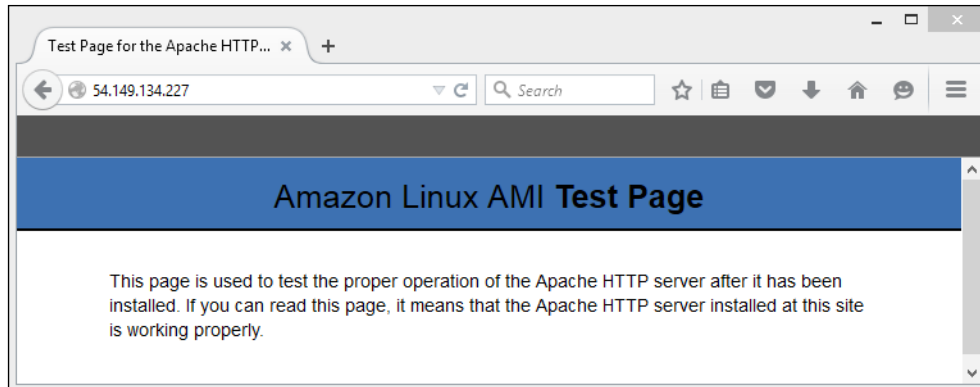 Test Page for the Apache HTTP...
54.149.134.227
Search
Amazon Linux AMI Test Page
This page is used to test the proper operation of the Apache HTTP server after it has been
installed. If you can read this page, it means that the Apache HTTP server installed at this site
is working properly.